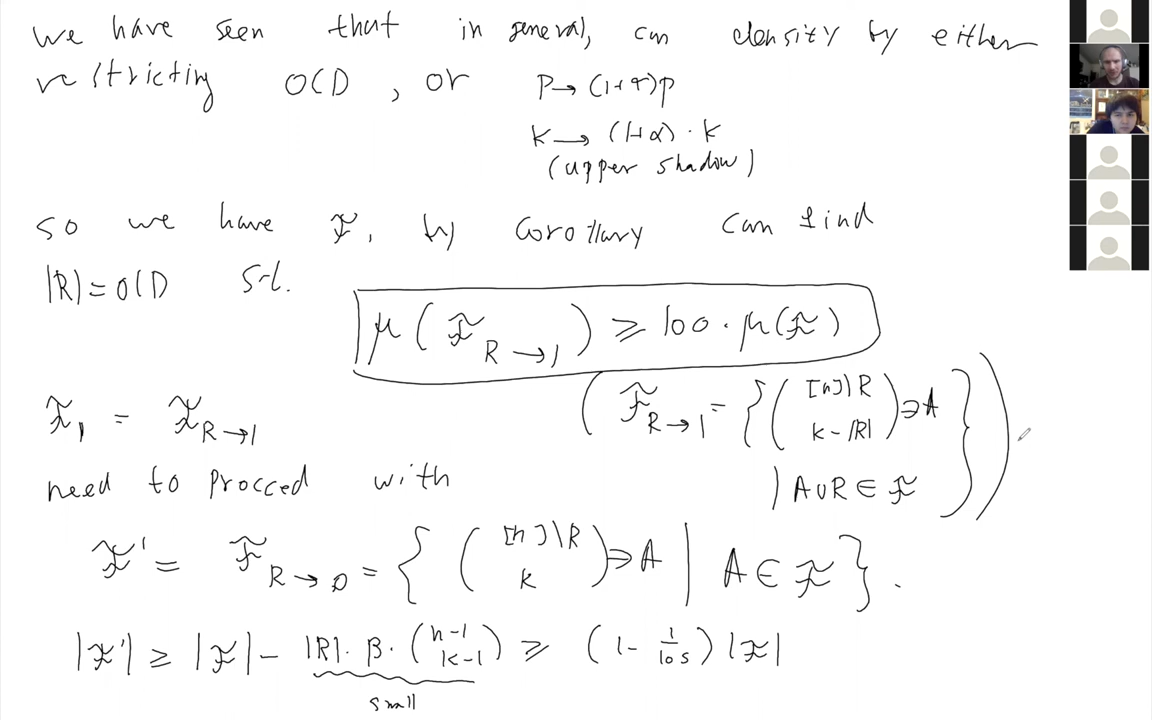 we have seen that in general, can density by either
restricting O(1), or p → (1+τ)p
k → (1+α)·k
(upper shadow)
so we have F, by Corollary can find
|R| = O(1) s.t.
μ(F_{R→1}) ≥ 100·μ(F)
F_1 = F_{R→1} (F_{R→1} = { ([n]\R choose k-|R|) ∋ A
| A∪R ∈ F })
need to procced with
F' = F_{R→0} = { ([n]\R choose k) ∋ A | A ∈ F }.
|F'| ≥ |F| - |R|·β·(n-1 choose k-1) ≥ (1 - 1/10s)|F|
small